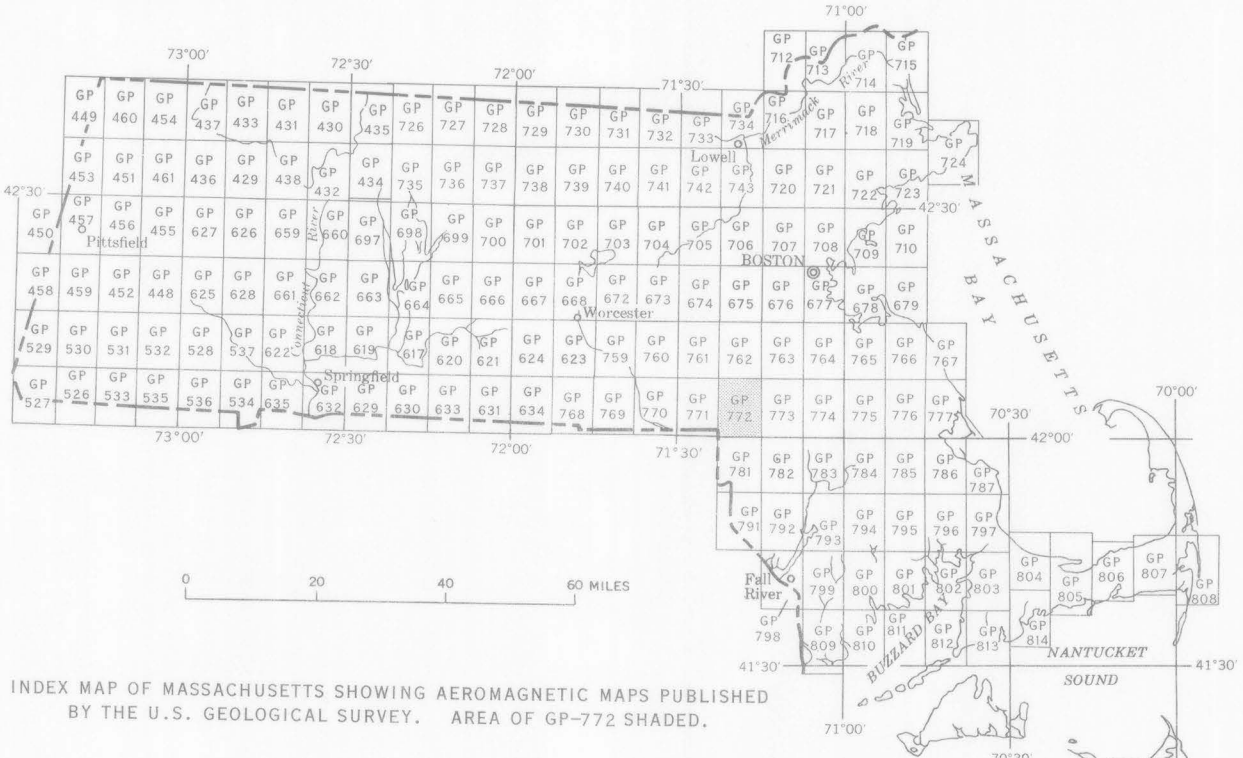 71°00'
GP 712 GP 713 GP 714 GP 715
73°00' 72°30' 72°00' 71°30'
GP 449 GP 460 GP 454 GP 437 GP 433 GP 431 GP 430 GP 435 GP 726 GP 727 GP 728 GP 729 GP 730 GP 731 GP 732 GP 733 GP 734 GP 716 GP 717 GP 718 GP 719
Merrimack River
Lowell
GP 724
GP 453 GP 451 GP 461 GP 436 GP 429 GP 438 GP 432 GP 434 GP 735 GP 736 GP 737 GP 738 GP 739 GP 740 GP 741 GP 742 GP 743 GP 720 GP 721 GP 722 GP 723
42°30' 42°30'
GP 450 GP 457 GP 456 GP 455 GP 627 GP 626 GP 659 GP 660 GP 697 GP 698 GP 699 GP 700 GP 701 GP 702 GP 703 GP 704 GP 705 GP 706 GP 707 GP 708 GP 709 GP 710
Pittsfield
BOSTON
MASSACHUSETTS BAY
GP 458 GP 459 GP 452 GP 448 GP 625 GP 628 GP 661 GP 662 GP 663 GP 664 GP 665 GP 666 GP 667 GP 668 GP 672 GP 673 GP 674 GP 675 GP 676 GP 677 GP 678 GP 679
Connecticut River
Worcester
GP 529 GP 530 GP 531 GP 532 GP 528 GP 537 GP 622 GP 618 GP 619 GP 617 GP 620 GP 621 GP 624 GP 623 GP 759 GP 760 GP 761 GP 762 GP 763 GP 764 GP 765 GP 766 GP 767
Springfield
GP 527 GP 526 GP 533 GP 535 GP 536 GP 534 GP 635 GP 632 GP 629 GP 630 GP 633 GP 631 GP 634 GP 768 GP 769 GP 770 GP 771 GP 772 GP 773 GP 774 GP 775 GP 776 GP 777
70°30' 70°00'
73°00' 72°30' 72°00' 71°30' 42°00'
GP 781 GP 782 GP 783 GP 784 GP 785 GP 786 GP 787
GP 791 GP 792 GP 793 GP 794 GP 795 GP 796 GP 797
0 20 40 60 MILES
Fall River
GP 799 GP 800 GP 801 GP 802 GP 803 GP 804 GP 805 GP 806 GP 807 GP 808
GP 798
GP 809 GP 810 GP 811 GP 812 GP 813 GP 814
BUZZARD BAY
NANTUCKET SOUND
41°30' 41°30'
INDEX MAP OF MASSACHUSETTS SHOWING AEROMAGNETIC MAPS PUBLISHED
BY THE U.S. GEOLOGICAL SURVEY. AREA OF GP-772 SHADED.
71°00'
70°30'